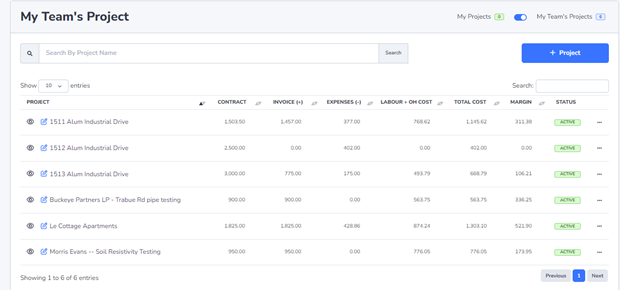 My Team's Project
My Projects 0 My Team's Projects 6
Search By Project Name Search + Project
Show 10 entries Search:
PROJECT CONTRACT INVOICE (+) EXPENSES (-) LABOUR + OH COST TOTAL COST MARGIN STATUS
1511 Alum Industrial Drive 1,503.50 1,457.00 377.00 768.62 1,145.62 311.38 ACTIVE
1512 Alum Industrial Drive 2,500.00 0.00 402.00 0.00 402.00 0.00 ACTIVE
1513 Alum Industrial Drive 3,000.00 775.00 175.00 493.79 668.79 106.21 ACTIVE
Buckeye Partners LP - Trabue Rd pipe testing 900.00 900.00 0.00 563.75 563.75 336.25 ACTIVE
Le Cottage Apartments 1,825.00 1,825.00 428.86 874.24 1,303.10 521.90 ACTIVE
Morris Evans -- Soil Resistivity Testing 950.00 950.00 0.00 776.05 776.05 173.95 ACTIVE
Showing 1 to 6 of 6 entries Previous 1 Next